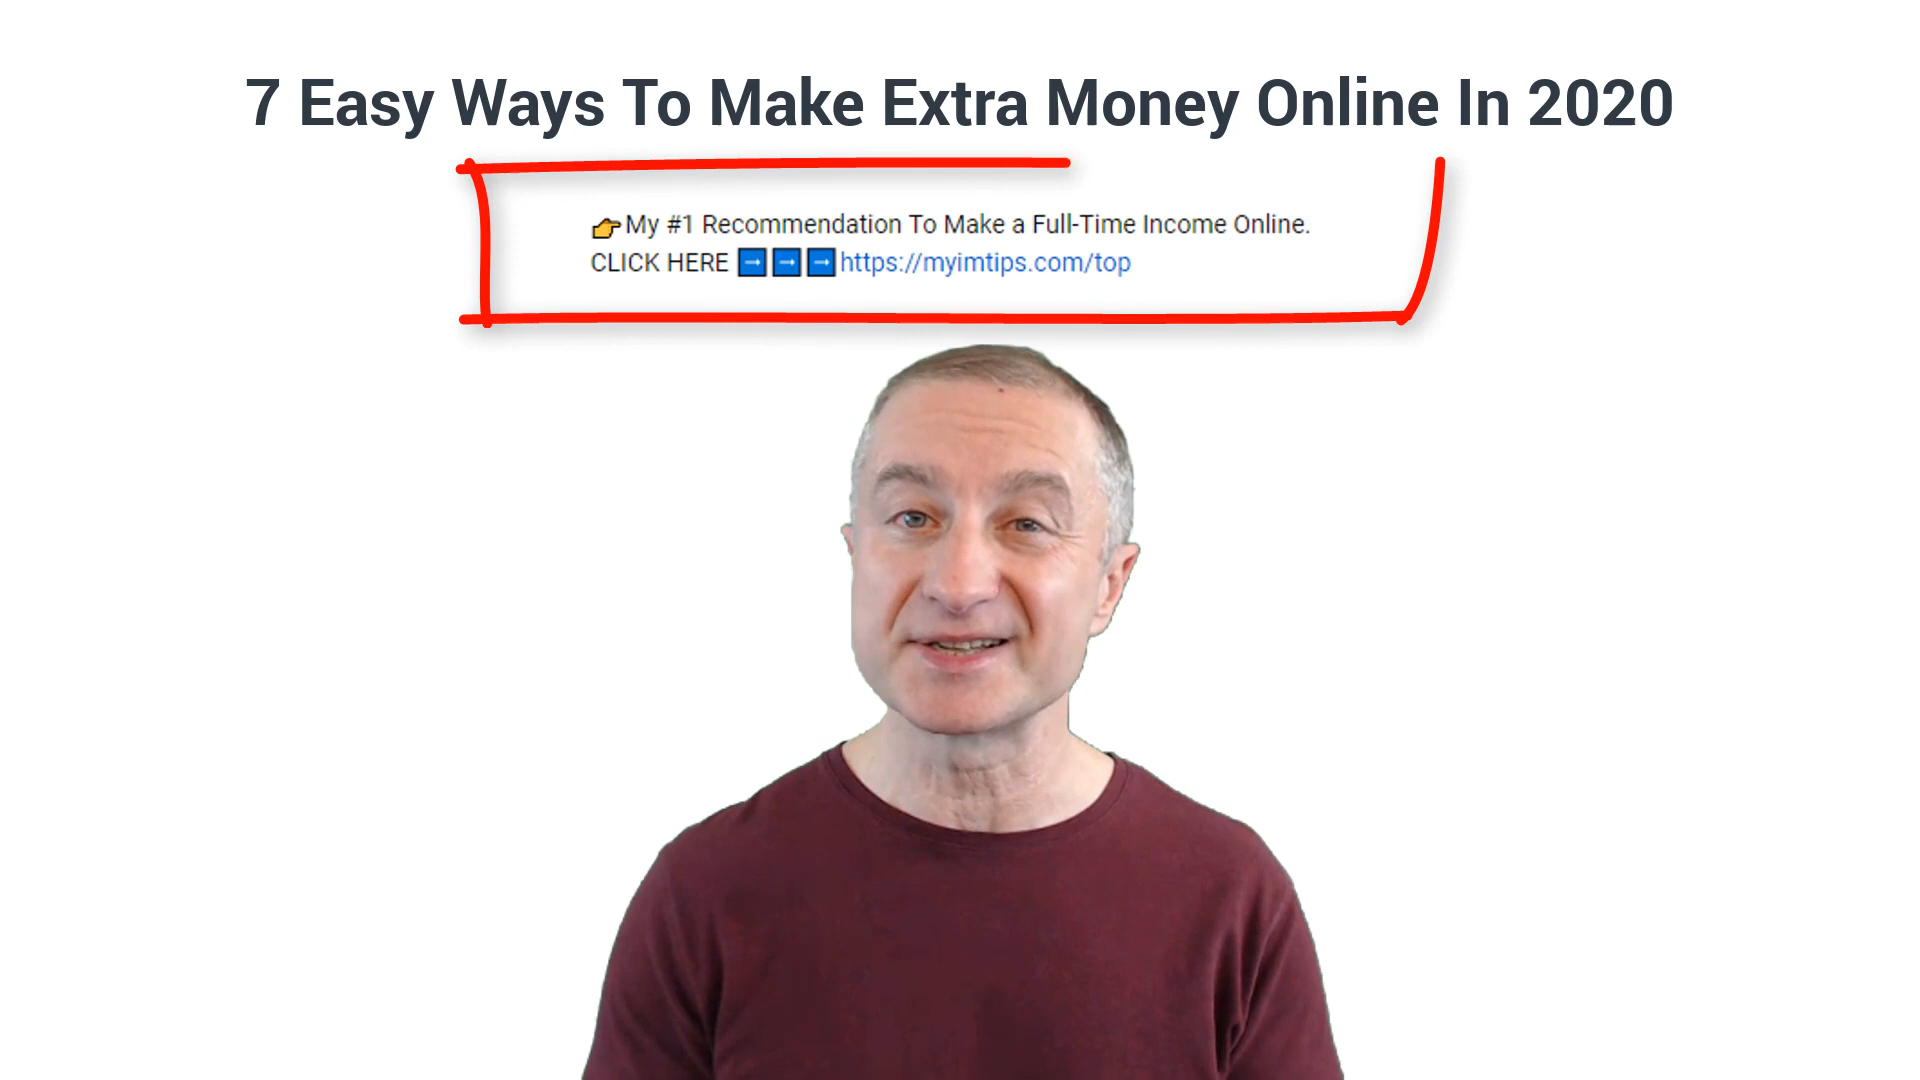 7 Easy Ways To Make Extra Money Online In 2020
👉My #1 Recommendation To Make a Full-Time Income Online.
CLICK HERE ➡➡➡https://myimtips.com/top